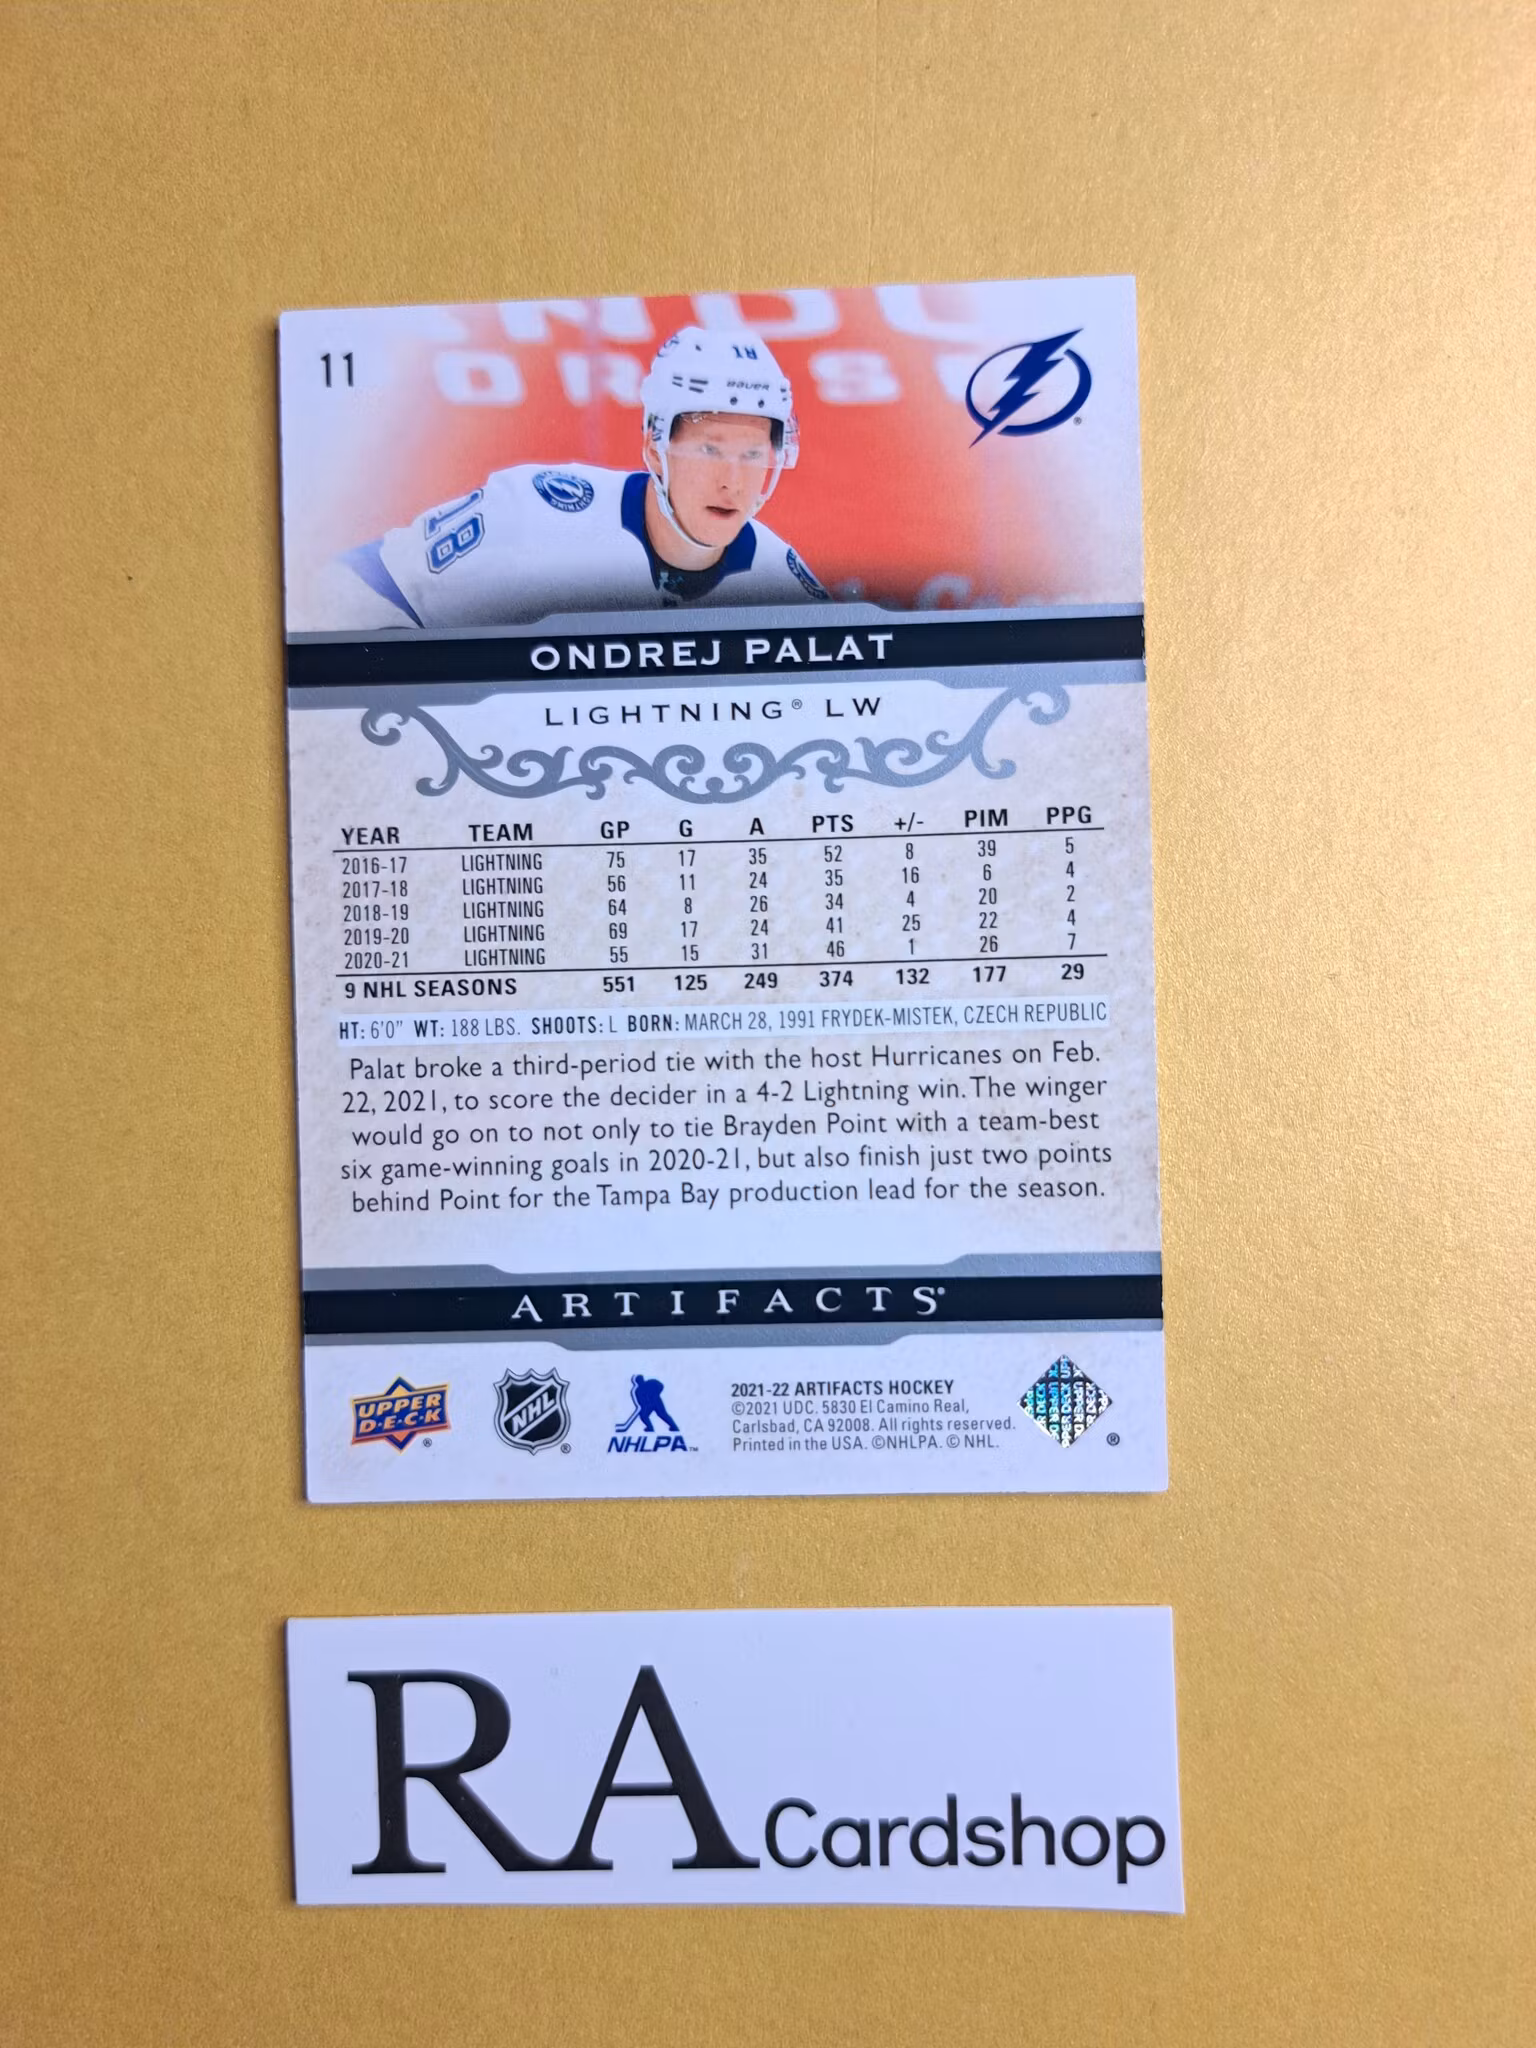 11
18
BAUER
18
LIGHTNING
ONDREJ PALAT
LIGHTNING® LW
YEAR TEAM GP G A PTS +/- PIM PPG
2016-17 LIGHTNING 75 17 35 52 8 39 5
2017-18 LIGHTNING 56 11 24 35 16 6 4
2018-19 LIGHTNING 64 8 26 34 4 20 2
2019-20 LIGHTNING 69 17 24 41 25 22 4
2020-21 LIGHTNING 55 15 31 46 1 26 7
9 NHL SEASONS 551 125 249 374 132 177 29
HT: 6'0" WT: 188 LBS. SHOOTS: L BORN: MARCH 28, 1991 FRYDEK-MISTEK, CZECH REPUBLIC
Palat broke a third-period tie with the host Hurricanes on Feb.
22, 2021, to score the decider in a 4-2 Lightning win. The winger
would go on to not only to tie Brayden Point with a team-best
six game-winning goals in 2020-21, but also finish just two points
behind Point for the Tampa Bay production lead for the season.
ARTIFACTS®
UPPER
D·E·C·K®
NHL®
NHLPA™
2021-22 ARTIFACTS HOCKEY
©2021 UDC. 5830 El Camino Real,
Carlsbad, CA 92008. All rights reserved.
Printed in the USA. ©NHLPA. © NHL.
RA Cardshop